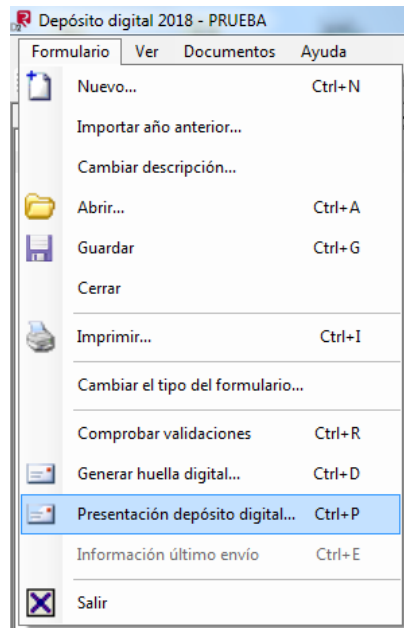 Depósito digital 2018 - PRUEBA
Formulario Ver Documentos Ayuda
Nuevo... Ctrl+N
Importar año anterior...
Cambiar descripción...
Abrir... Ctrl+A
Guardar Ctrl+G
Cerrar
Imprimir... Ctrl+I
Cambiar el tipo del formulario...
Comprobar validaciones Ctrl+R
Generar huella digital... Ctrl+D
Presentación depósito digital... Ctrl+P
Información último envío Ctrl+E
Salir